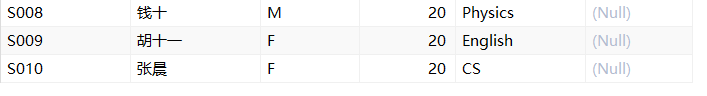 S008 钱十 M 20 Physics (Null)
S009 胡十一 F 20 English (Null)
S010 张晨 F 20 CS (Null)